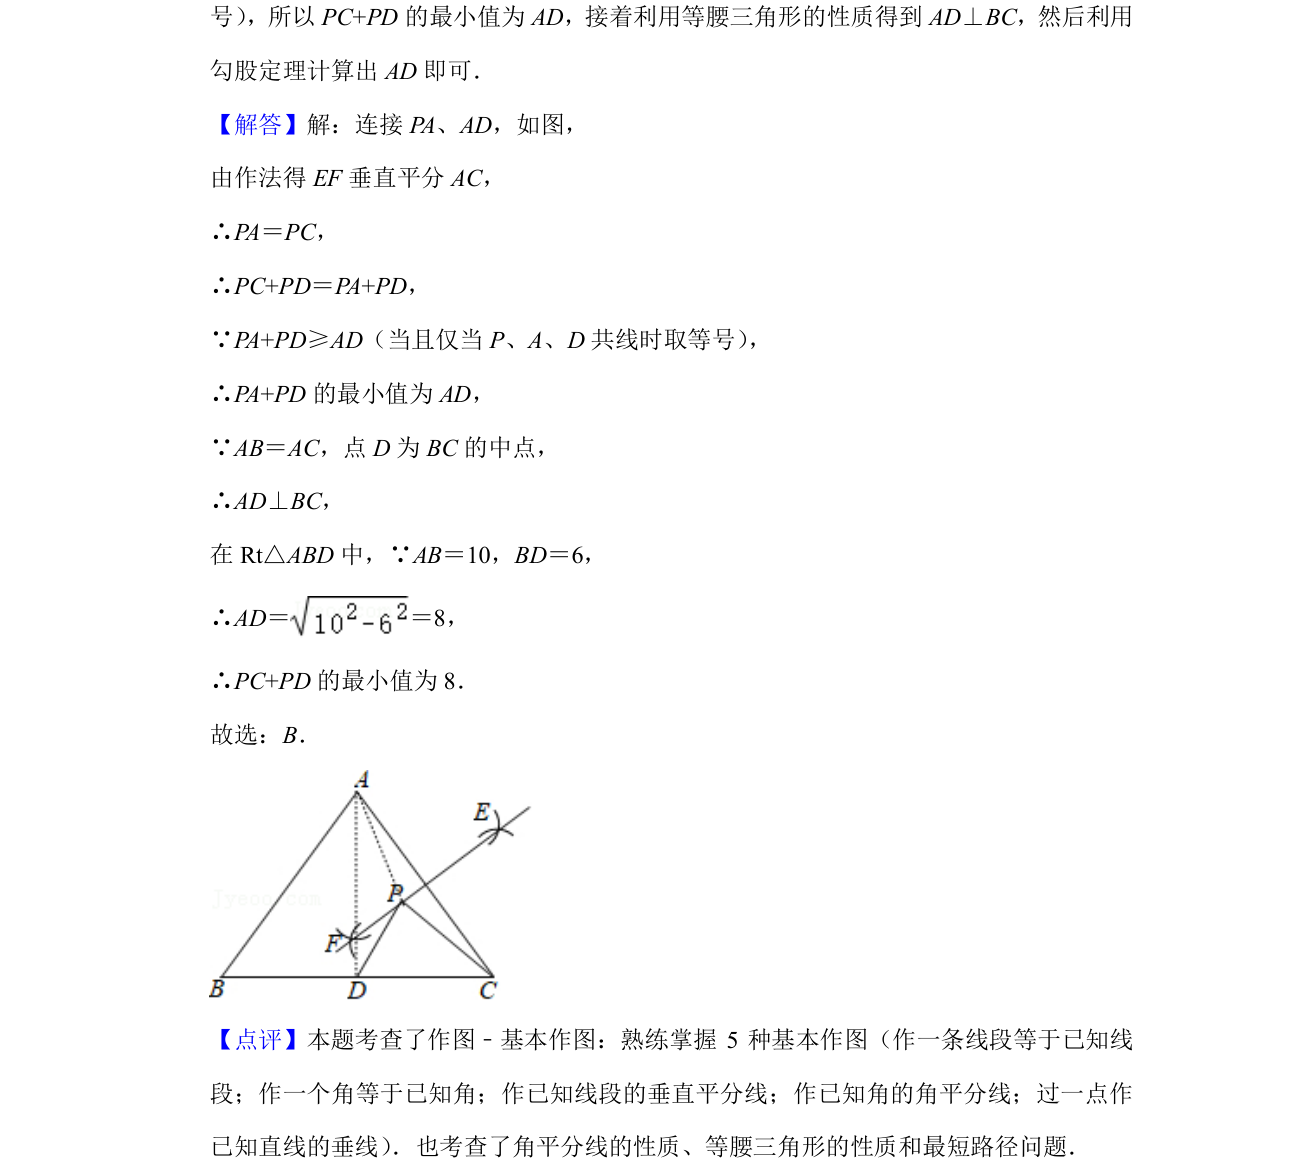 号），所以 PC+PD 的最小值为 AD，接着利用等腰三角形的性质得到 AD⊥BC，然后利用
勾股定理计算出 AD 即可．
【解答】解：连接 PA、AD，如图，
由作法得 EF 垂直平分 AC，
∴PA＝PC，
∴PC+PD＝PA+PD，
∵PA+PD≥AD（当且仅当 P、A、D 共线时取等号），
∴PA+PD 的最小值为 AD，
∵AB＝AC，点 D 为 BC 的中点，
∴AD⊥BC，
在 Rt△ABD 中，∵AB＝10，BD＝6，
∴AD＝√(10²-6²)＝8，
∴PC+PD 的最小值为 8．
故选：B．
A
E
P
F
B D C
【点评】本题考查了作图﹣基本作图：熟练掌握 5 种基本作图（作一条线段等于已知线
段；作一个角等于已知角；作已知线段的垂直平分线；作已知角的角平分线；过一点作
已知直线的垂线）．也考查了角平分线的性质、等腰三角形的性质和最短路径问题．